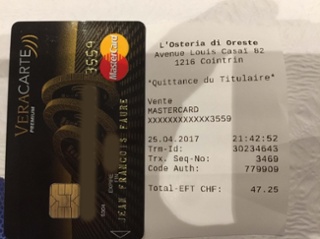 VERACARTE
PREMIUM
3559
MasterCard
JEAN FRANCOIS FAURE
L'Osteria di Oreste
Avenue Louis Casaï 82
1216 Cointrin
"Quittance du Titulaire"
Vente
MASTERCARD
XXXXXXXXXXXX3559
25.04.2017 21:42:52
Trm-Id: 30234643
Trx. Seq-No: 3469
Code Auth: 779909
Total-EFT CHF: 47.25